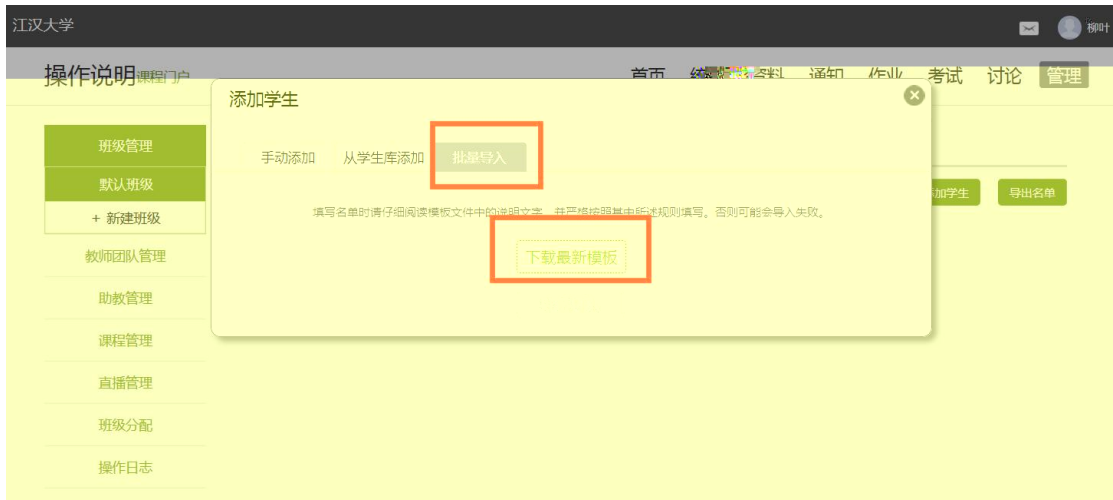 江汉大学
柳叶
操作说明 课程门户
首页 资料 通知 作业 考试 讨论 管理
添加学生
手动添加 从学生库添加 批量导入
填写名单时请仔细阅读模板文件中的说明文字，并严格按照其中所述规则填写。否则可能会导入失败。
下载最新模板
班级管理
默认班级
+ 新建班级
教师团队管理
助教管理
课程管理
直播管理
班级分配
操作日志
加学生 导出名单